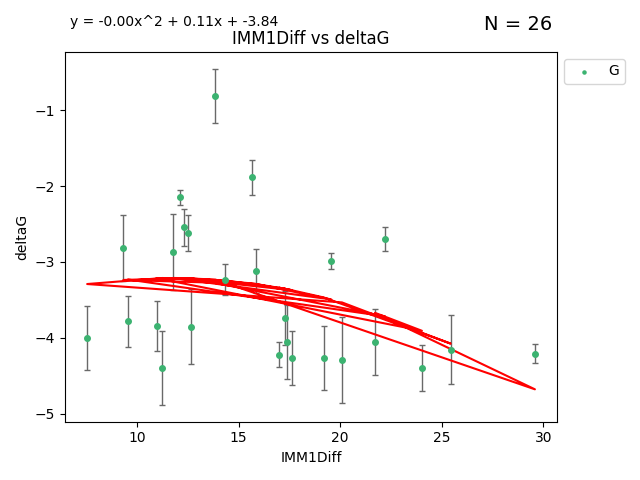 y = -0.00x^2 + 0.11x + -3.84
N = 26
IMM1Diff vs deltaG
G
−1
−2
−3
−4
−5
deltaG
10 15 20 25 30
IMM1Diff